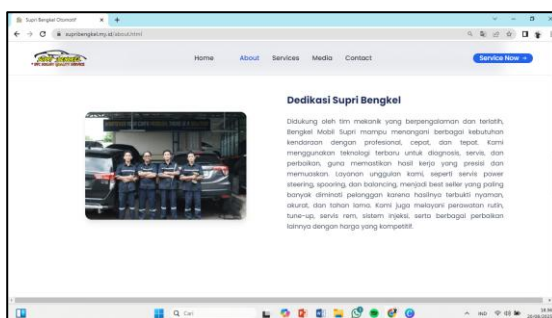 Supri Bengkel Otomotif
supribengkel.my.id/about.html
Home About Services Media Contact Service Now →
Dedikasi Supri Bengkel
Didukung oleh tim mekanik yang berpengalaman dan terlatih,
Bengkel Mobil Supri mampu menangani berbagai kebutuhan
kendaraan dengan profesional, cepat, dan tepat. Kami
menggunakan teknologi terbaru untuk diagnosis, servis, dan
perbaikan, guna memastikan hasil kerja yang presisi dan
memuaskan. Layanan unggulan kami, seperti servis power
steering, spooring, dan balancing, menjadi best seller yang paling
banyak diminati pelanggan karena hasilnya terbukti nyaman,
akurat, dan tahan lama. Kami juga melayani perawatan rutin,
tune-up, servis rem, sistem injeksi, serta berbagai perbaikan
lainnya dengan harga yang kompetitif.
Cari
IND